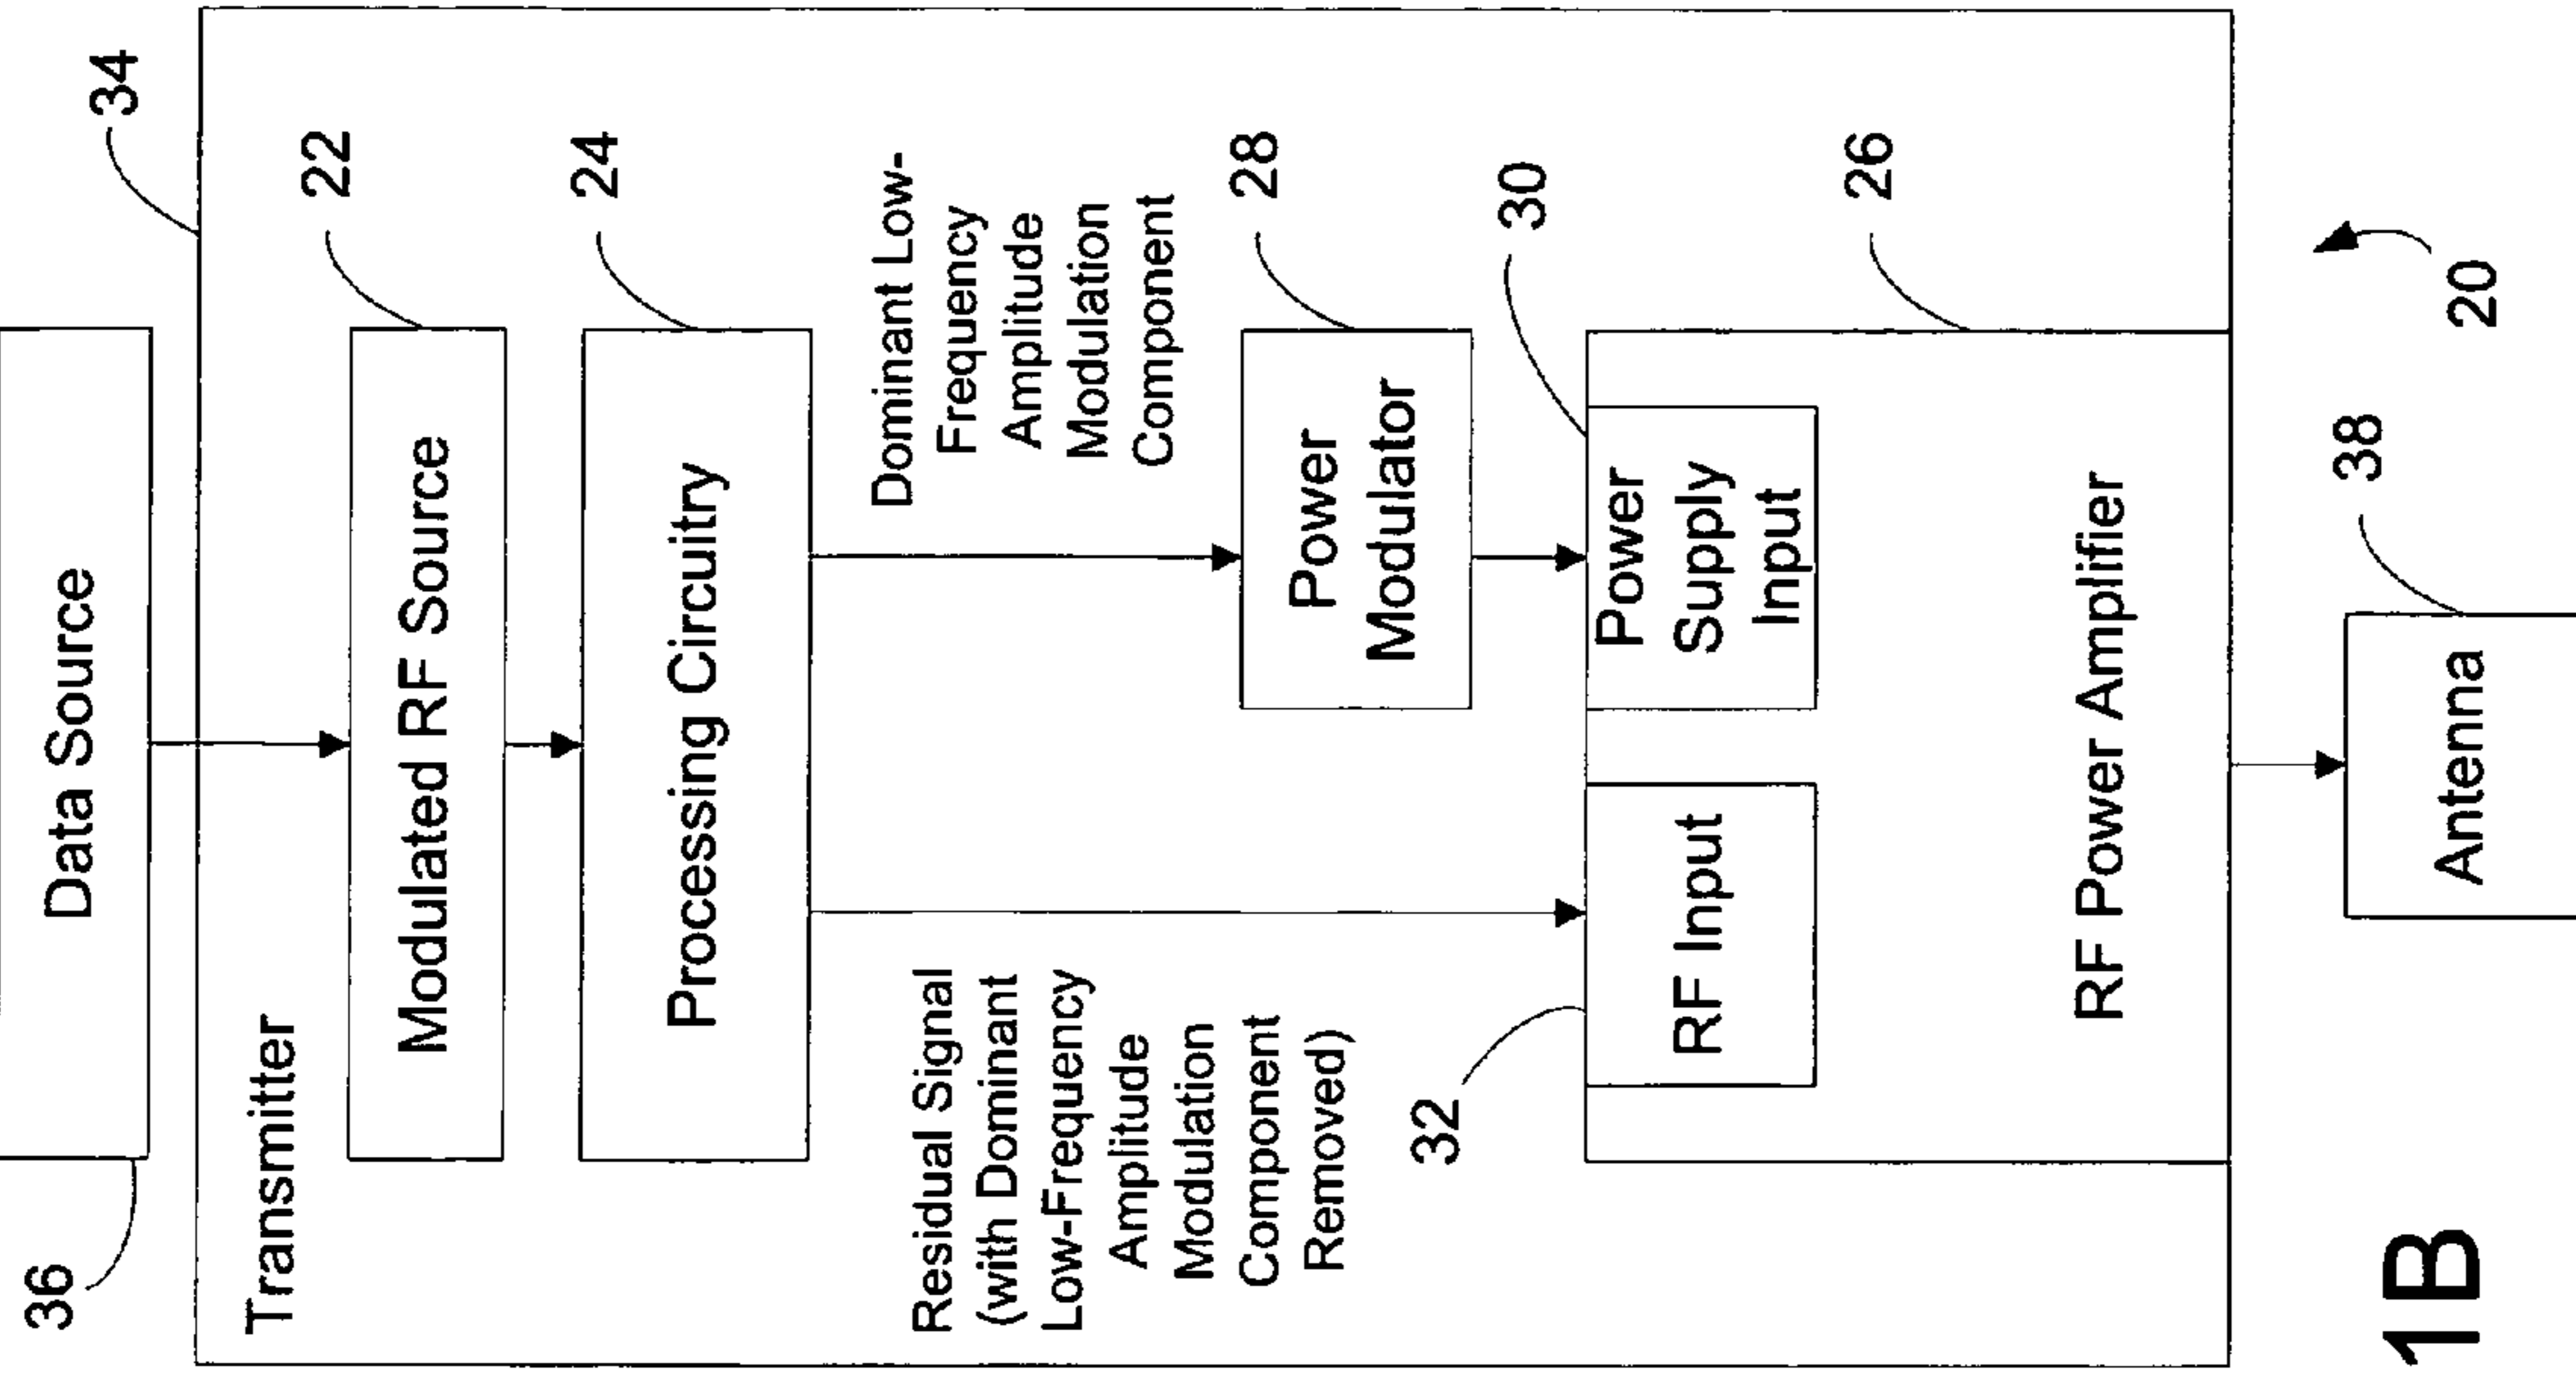 36
Data Source
34
Transmitter
22
Modulated RF Source
24
Processing Circuitry
Residual Signal
(with Dominant
Low-Frequency
Amplitude
Modulation
Component
Removed)
Dominant Low-
Frequency
Amplitude
Modulation
Component
28
Power
Modulator
32
RF Input
30
Power
Supply
Input
26
RF Power Amplifier
38
Antenna
20
1B